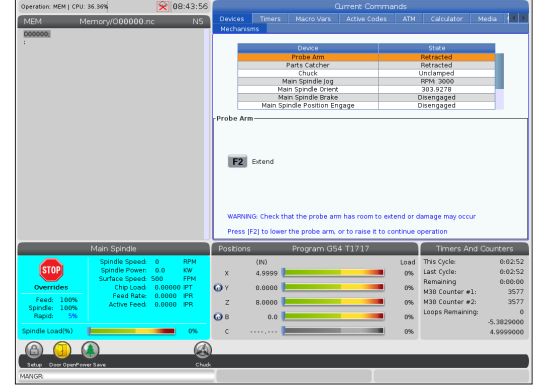 Operation: MEM | CPU: 36.36%
08:43:56
Current Commands
MEM Memory/O00000.nc N5
Devices Timers Macro Vars Active Codes ATM Calculator Media
Mechanisms
O00000;
;
Device State
Probe Arm Retracted
Parts Catcher Retracted
Chuck Unclamped
Main Spindle Jog RPM: 3000
Main Spindle Orient 303.9278
Main Spindle Brake Disengaged
Main Spindle Position Engage Disengaged
Probe Arm
F2 Extend
WARNING: Check that the probe arm has room to extend or damage may occur
Press [F2] to lower the probe arm, or to raise it to continue operation
Main Spindle
STOP
Overrides
Feed: 100%
Spindle: 100%
Rapid: 5%
Spindle Speed: 0 RPM
Spindle Power: 0.0 KW
Surface Speed: 500 FPM
Chip Load: 0.00000 IPT
Feed Rate: 0.0000 IPR
Active Feed: 0.0000 IPR
Spindle Load(%) 0%
Positions Program G54 T1717
(IN) Load
X 4.9999 0%
Y 0.0000 0%
Z 8.0000 0%
B 0.0 0%
C ----.--- 0%
Timers And Counters
This Cycle: 0:02:52
Last Cycle: 0:02:52
Remaining 0:00:00
M30 Counter #1: 3577
M30 Counter #2: 3577
Loops Remaining: 0
-5.3829000
4.9999000
Setup Door Open Power Save Chuck
MANGR: